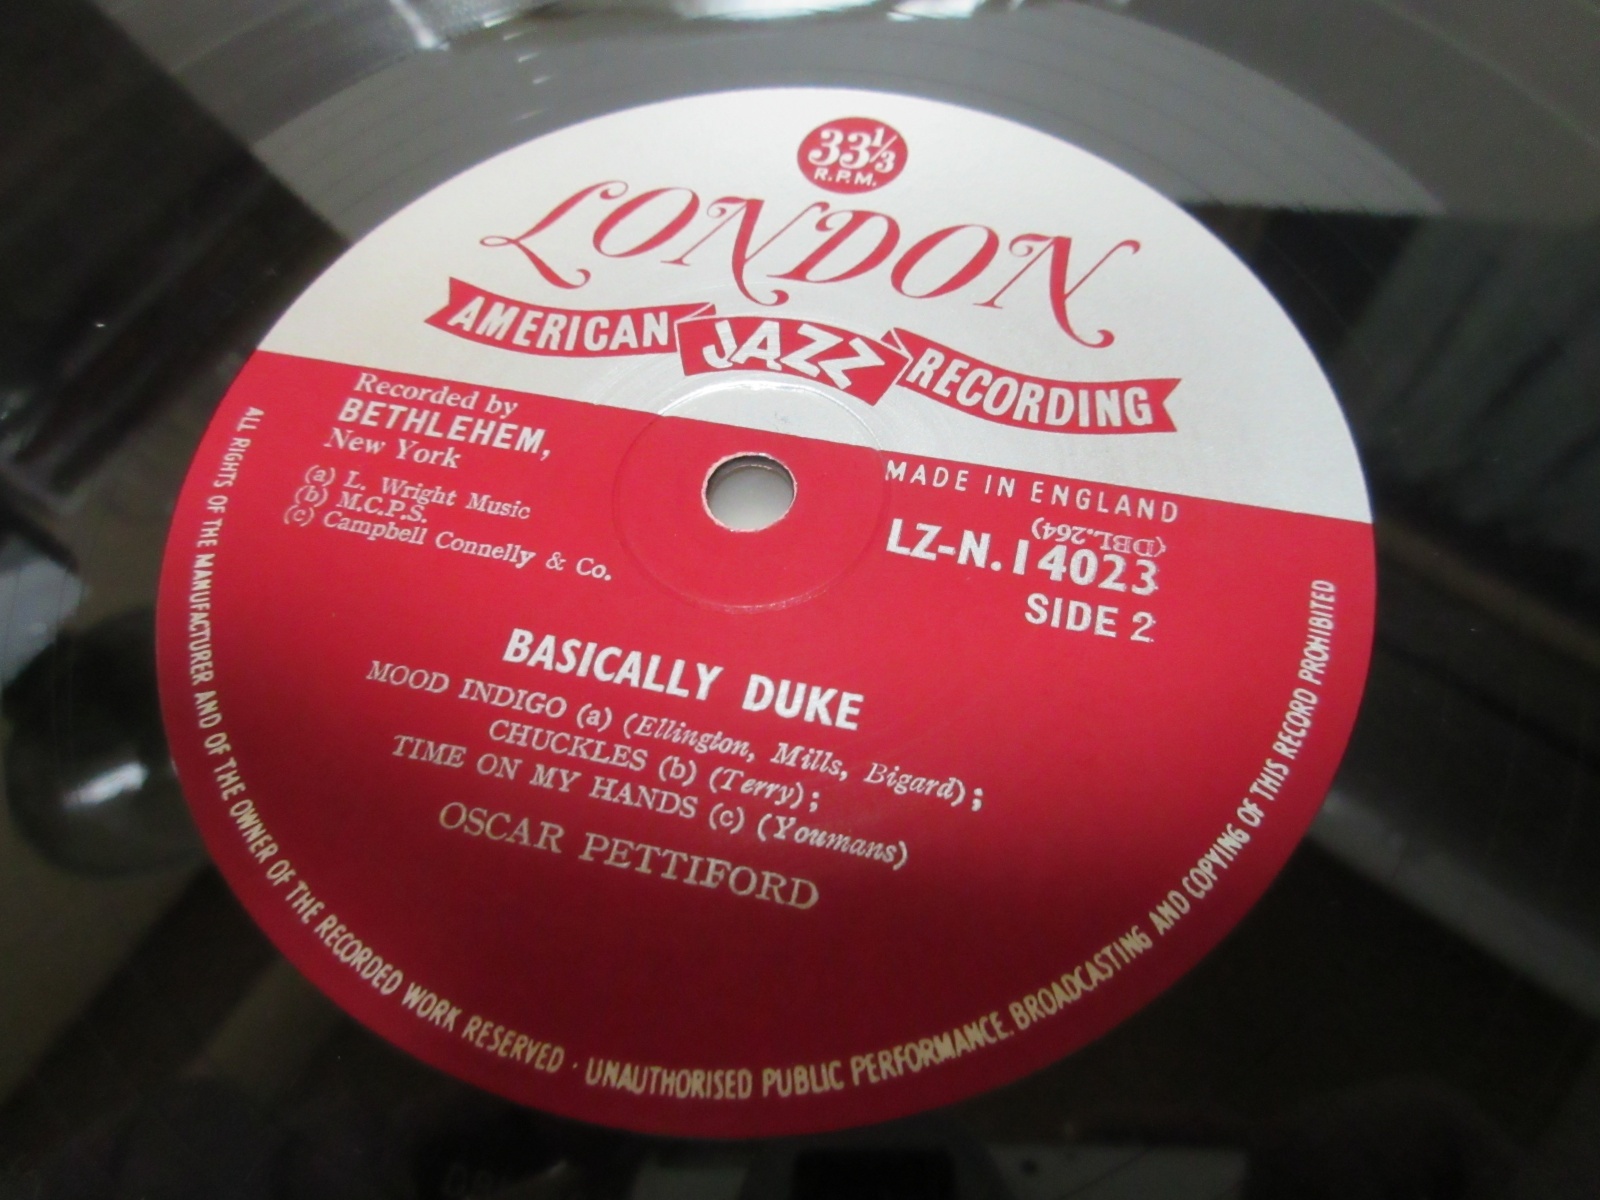 33⅓
R.P.M.
LONDON
AMERICAN JAZZ RECORDING
Recorded by
BETHLEHEM,
New York
(a) L. Wright Music
(b) M.C.P.S.
(c) Campbell Connelly & Co.
MADE IN ENGLAND
(DBL.264)
LZ-N.14023
SIDE 2
BASICALLY DUKE
MOOD INDIGO (a) (Ellington, Mills, Bigard);
CHUCKLES (b) (Terry);
TIME ON MY HANDS (c) (Youmans)
OSCAR PETTIFORD
ALL RIGHTS OF THE MANUFACTURER AND OF THE OWNER OF THE RECORDED WORK RESERVED · UNAUTHORISED PUBLIC PERFORMANCE. BROADCASTING AND COPYING OF THIS RECORD PROHIBITED